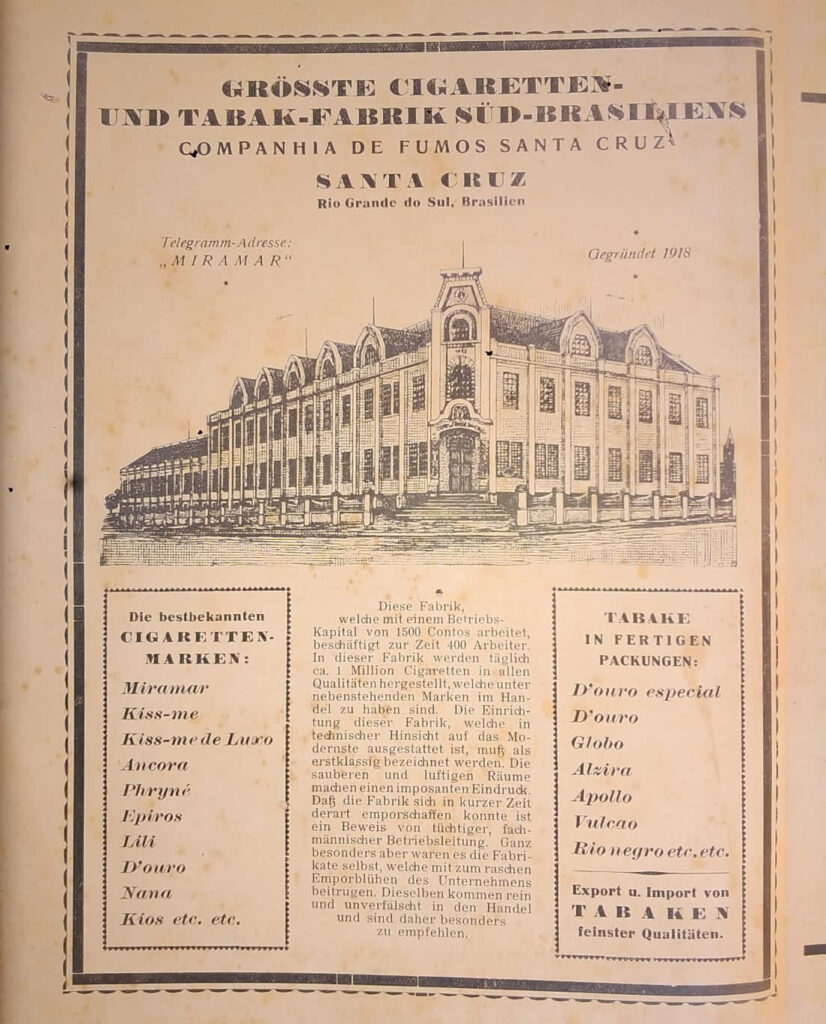 GRÖSSTE CIGARETTEN-
UND TABAK-FABRIK SÜD-BRASILIENS
COMPANHIA DE FUMOS SANTA CRUZ
SANTA CRUZ
Rio Grande do Sul, Brasilien
Telegramm-Adresse:
„MIRAMAR“
Gegründet 1918
Die bestbekannten
CIGARETTEN-
MARKEN:
Miramar
Kiss-me
Kiss-me de Luxo
Ancora
Phryné
Epiros
Lili
D'ouro
Nana
Kios etc. etc.
Diese Fabrik,
welche mit einem Betriebs-
Kapital von 1500 Contos arbeitet,
beschäftigt zur Zeit 400 Arbeiter.
In dieser Fabrik werden täglich
ca. 1 Million Cigaretten in allen
Qualitäten hergestellt, welche unter
nebenstehenden Marken im Han-
del zu haben sind. Die Einrich-
tung dieser Fabrik, welche in
technischer Hinsicht auf das Mo-
dernste ausgestattet ist, muß als
erstklassig bezeichnet werden. Die
sauberen und luftigen Räume
machen einen imposanten Eindruck.
Daß die Fabrik sich in kurzer Zeit
derart emporschaffen konnte ist
ein Beweis von tüchtiger, fach-
männischer Betriebsleitung. Ganz
besonders aber waren es die Fabri-
kate selbst, welche mit zum raschen
Emporblühen des Unternehmens
beitrugen. Dieselben kommen rein
und unverfälscht in den Handel
und sind daher besonders
zu empfehlen.
TABAKE
IN FERTIGEN
PACKUNGEN:
D'ouro especial
D'ouro
Globo
Alzira
Apollo
Vulcao
Rio negro etc. etc.
Export u. Import von
TABAKEN
feinster Qualitäten.